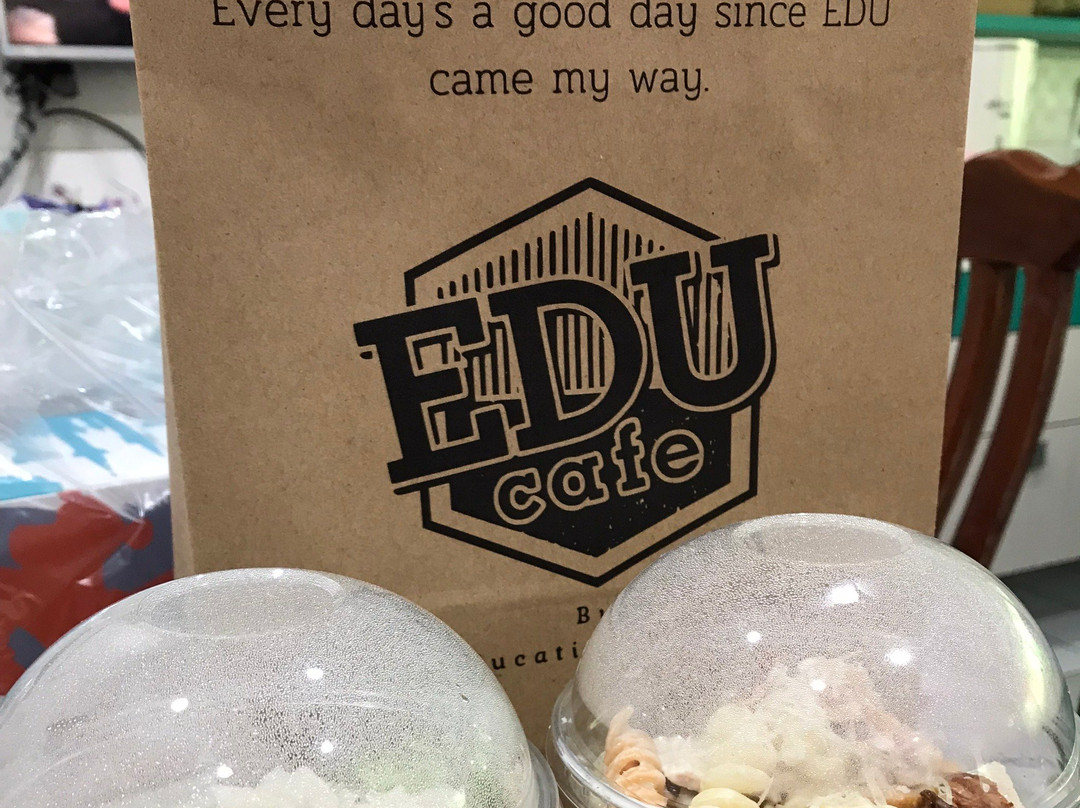 Every day's a good day since EDU
came my way.
EDU
cafe